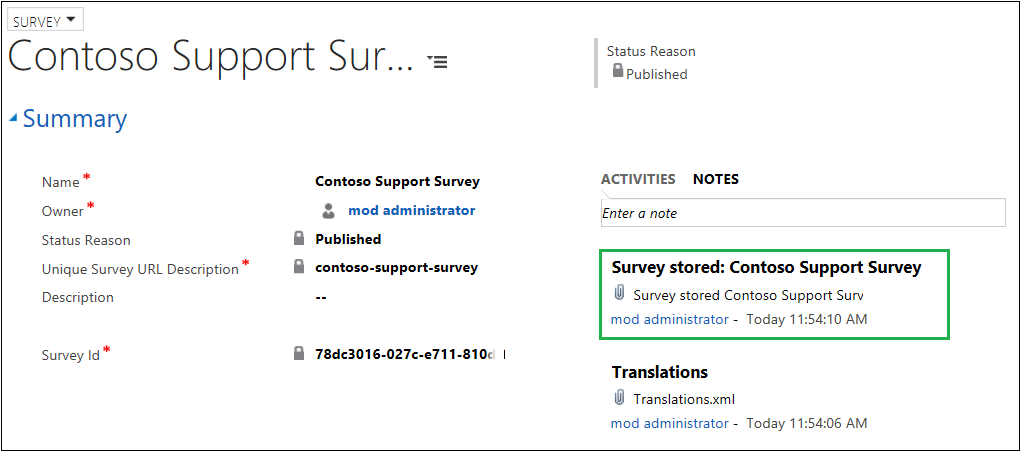 SURVEY
Contoso Support Sur...
Status Reason
Published
Summary
Name *
Contoso Support Survey
Owner *
mod administrator
Status Reason
Published
Unique Survey URL Description *
contoso-support-survey
Description
--
Survey Id *
78dc3016-027c-e711-810d
ACTIVITIES NOTES
Enter a note
Survey stored: Contoso Support Survey
Survey stored Contoso Support Surv
mod administrator - Today 11:54:10 AM
Translations
Translations.xml
mod administrator - Today 11:54:06 AM